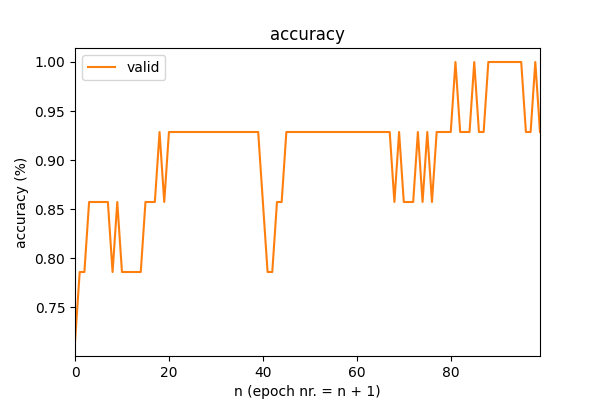 accuracy
valid
accuracy (%)
1.00
0.95
0.90
0.85
0.80
0.75
0 20 40 60 80
n (epoch nr. = n + 1)